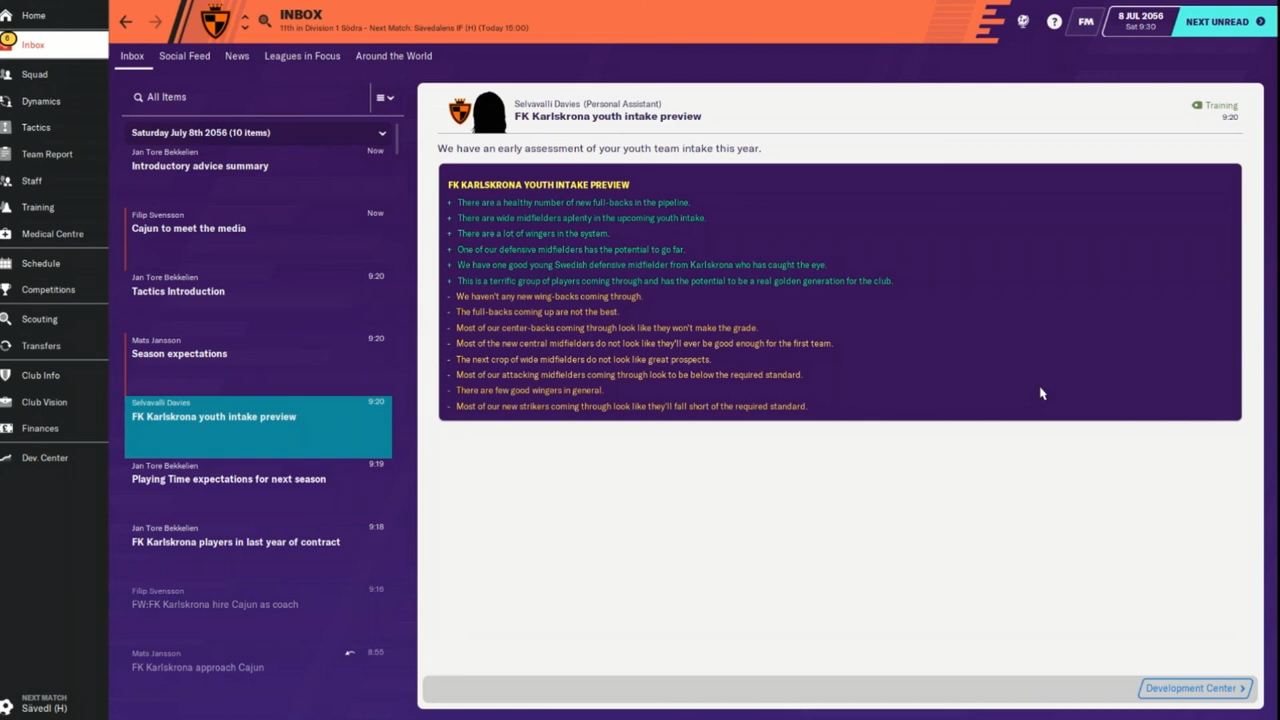 Home
6
Inbox
Squad
Dynamics
Tactics
Team Report
Staff
Training
Medical Centre
Schedule
Competitions
Scouting
Transfers
Club Info
Club Vision
Finances
Dev. Center
NEXT MATCH
Sävedl (H)
INBOX
11th in Division 1 Södra - Next Match: Sävedalens IF (H) (Today 15:00)
?
FM
8 JUL 2056
Sat 9:30
NEXT UNREAD
Inbox Social Feed News Leagues in Focus Around the World
All Items
Saturday July 8th 2056 (10 items)
Jan Tore Bekkelien Now
Introductory advice summary
Filip Svensson Now
Cajun to meet the media
Jan Tore Bekkelien 9:20
Tactics Introduction
Mats Jansson 9:20
Season expectations
Selvavalli Davies 9:20
FK Karlskrona youth intake preview
Jan Tore Bekkelien 9:19
Playing Time expectations for next season
Jan Tore Bekkelien 9:18
FK Karlskrona players in last year of contract
Filip Svensson 9:16
FW:FK Karlskrona hire Cajun as coach
Mats Jansson 8:55
FK Karlskrona approach Cajun
Selvavalli Davies (Personal Assistant)
FK Karlskrona youth intake preview
Training
9:20
We have an early assessment of your youth team intake this year.
FK KARLSKRONA YOUTH INTAKE PREVIEW
+ There are a healthy number of new full-backs in the pipeline.
+ There are wide midfielders aplenty in the upcoming youth intake.
+ There are a lot of wingers in the system.
+ One of our defensive midfielders has the potential to go far.
+ We have one good young Swedish defensive midfielder from Karlskrona who has caught the eye.
+ This is a terrific group of players coming through and has the potential to be a real golden generation for the club.
- We haven't any new wing-backs coming through.
- The full-backs coming up are not the best.
- Most of our center-backs coming through look like they won't make the grade.
- Most of the new central midfielders do not look like they'll ever be good enough for the first team.
- The next crop of wide midfielders do not look like great prospects.
- Most of our attacking midfielders coming through look to be below the required standard.
- There are few good wingers in general.
- Most of our new strikers coming through look like they'll fall short of the required standard.
Development Center